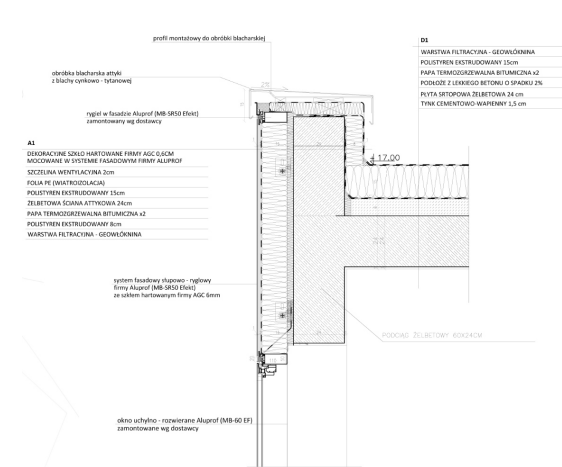 profil montażowy do obróbki blacharskiej
D1
WARSTWA FILTRACYJNA - GEOWŁÓKNINA
POLISTYREN EKSTRUDOWANY 15cm
PAPA TERMOZGRZEWALNA BITUMICZNA x2
PODŁOŻE Z LEKKIEGO BETONU O SPADKU 2%
PŁYTA SRTOPOWA ŻELBETOWA 24 cm
TYNK CEMENTOWO-WAPIENNY 1,5 cm
obróbka blacharska attyki
z blachy cynkowo - tytanowej
rygiel w fasadzie Aluprof (MB-SR50 Efekt)
zamontowany wg dostawcy
A1
DEKORACYJNE SZKŁO HARTOWANE FIRMY AGC 0,6CM
MOCOWANE W SYSTEMIE FASADOWYM FIRMY ALUPROF
SZCZELINA WENTYLACYJNA 2cm
FOLIA PE (WIATROIZOLACJA)
POLISTYREN EKSTRUDOWANY 15cm
ŻELBETOWA ŚCIANA ATTYKOWA 24cm
PAPA TERMOZGRZEWALNA BITUMICZNA x2
POLISTYREN EKSTRUDOWANY 8cm
WARSTWA FILTRACYJNA - GEOWŁÓKNINA
+ 17,00
system fasadowy słupowo - ryglowy
firmy Aluprof (MB-SR50 Efekt)
ze szkłem hartowanym firmy AGC 6mm
PODCIĄG ŻELBETOWY 60X24CM
okno uchylno - rozwierane Aluprof (MB-60 EF)
zamontowane wg dostawcy